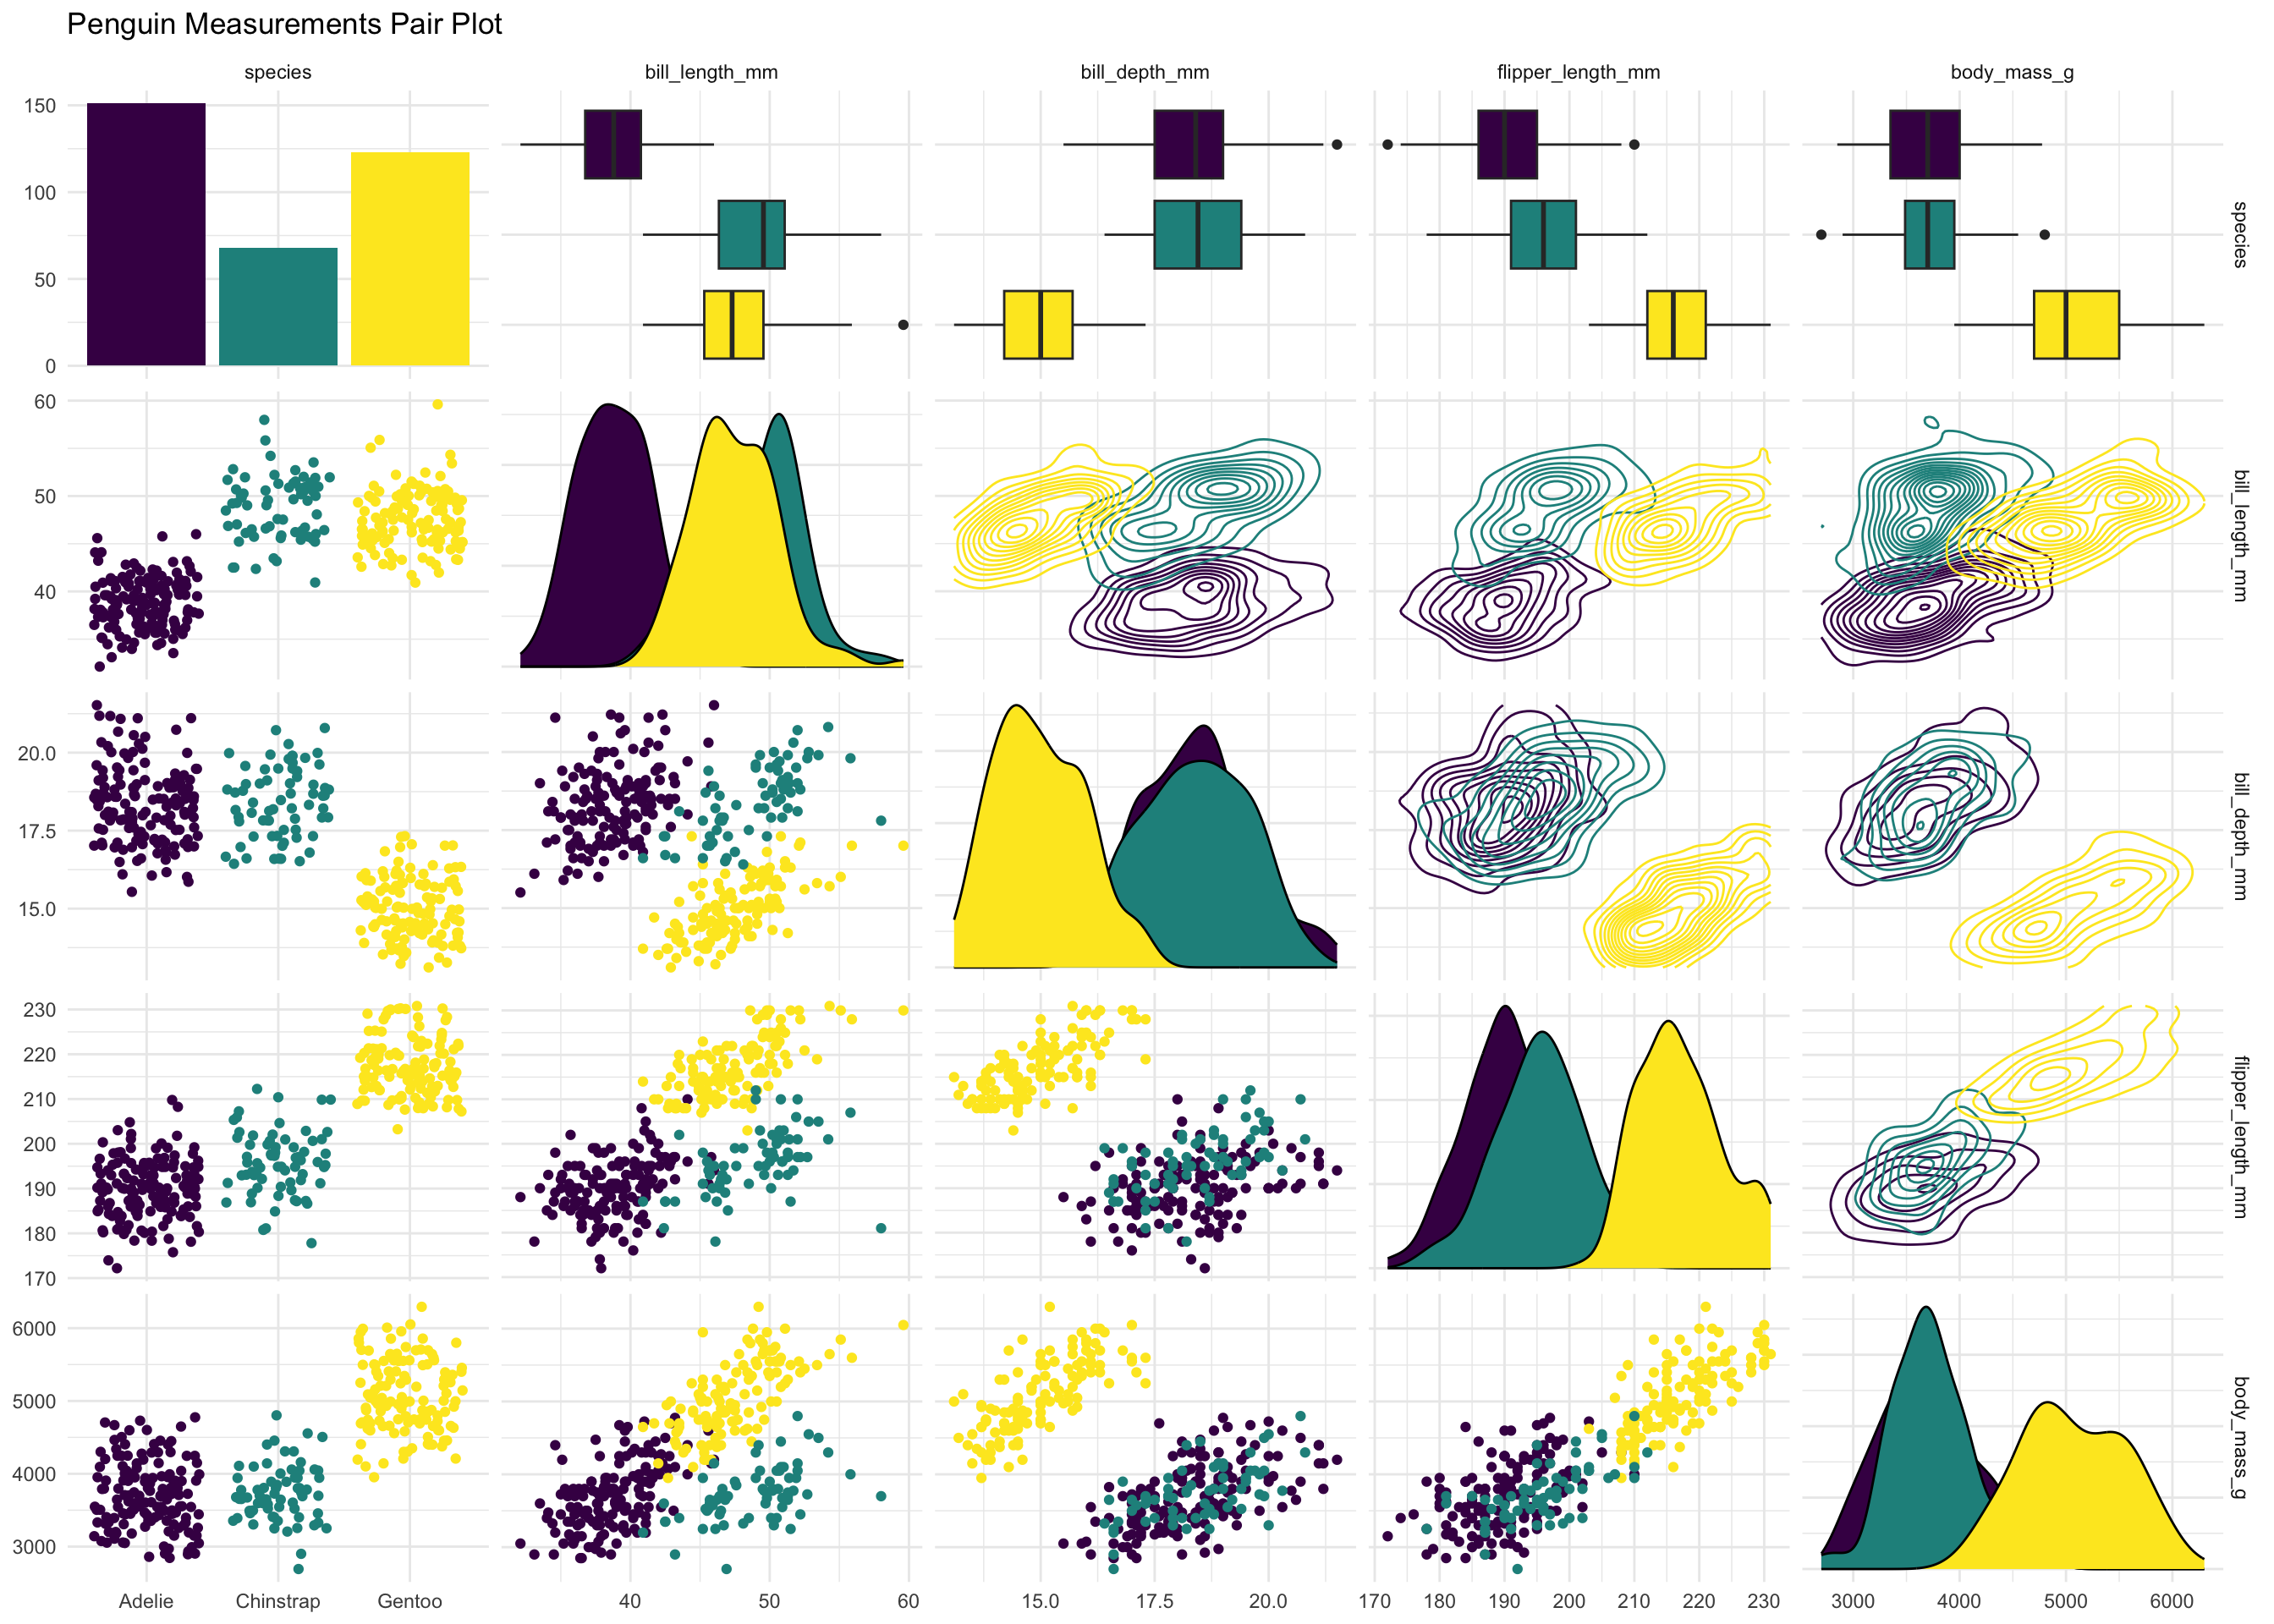 Penguin Measurements Pair Plot
species bill_length_mm bill_depth_mm flipper_length_mm body_mass_g
150
100
50
0
species
60
50
40
bill_length_mm
20.0
17.5
15.0
bill_depth_mm
230
220
210
200
190
180
170
flipper_length_mm
6000
5000
4000
3000
body_mass_g
Adelie Chinstrap Gentoo 40 50 60 15.0 17.5 20.0 170 180 190 200 210 220 230 3000 4000 5000 6000